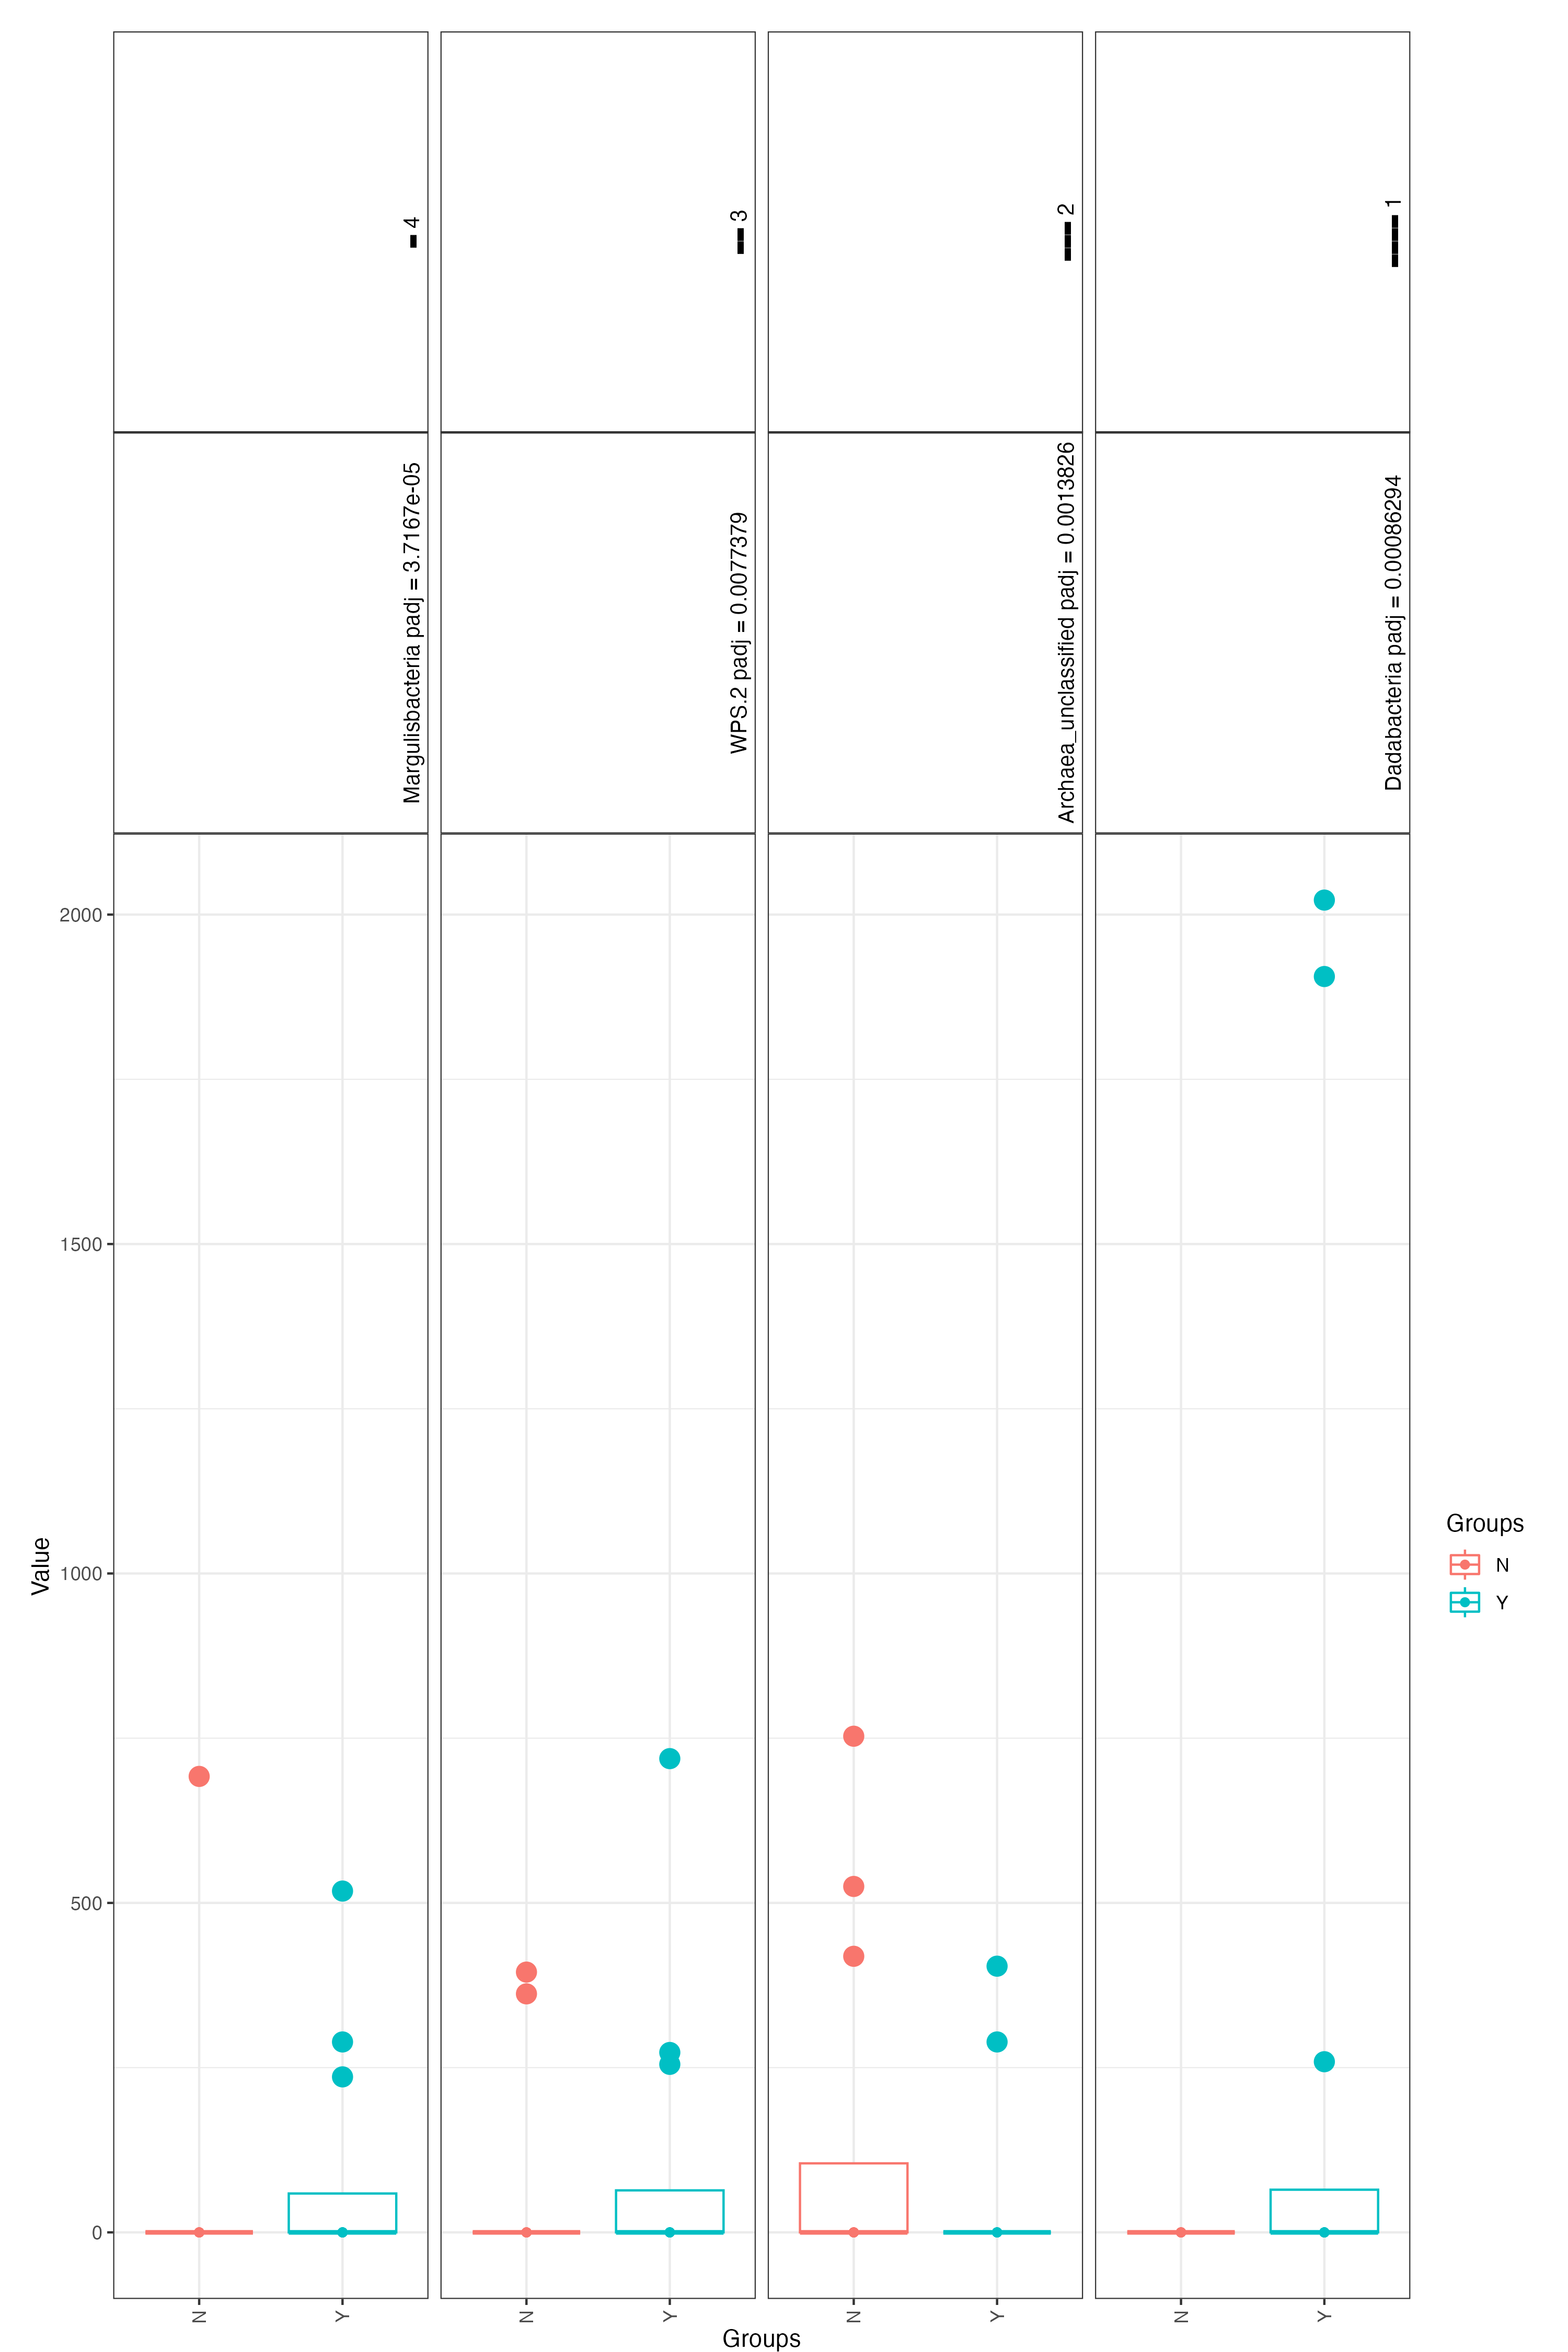 4
3
2
1
Margulisbacteria padj = 3.7167e-05
WPS.2 padj = 0.0077379
Archaea_unclassified padj = 0.0013826
Dadabacteria padj = 0.00086294
2000
1500
1000
500
0
Value
N
Y
N
Y
N
Y
N
Y
Groups
Groups
N
Y